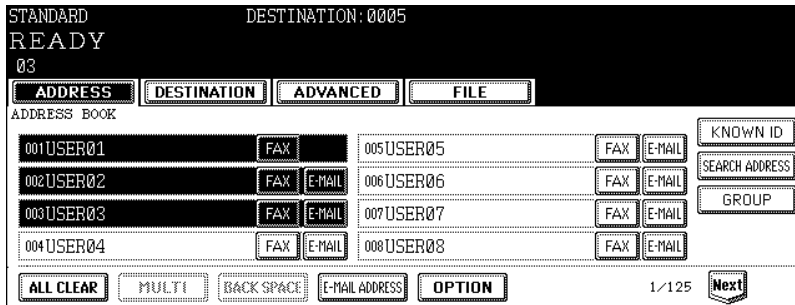 STANDARD DESTINATION:0005
READY
03
ADDRESS DESTINATION ADVANCED FILE
ADDRESS BOOK
001USER01 FAX 005USER05 FAX E-MAIL KNOWN ID
002USER02 FAX E-MAIL 006USER06 FAX E-MAIL SEARCH ADDRESS
003USER03 FAX E-MAIL 007USER07 FAX E-MAIL GROUP
004USER04 FAX E-MAIL 008USER08 FAX E-MAIL
ALL CLEAR MULTI BACK SPACE E-MAIL ADDRESS OPTION 1/125 Next